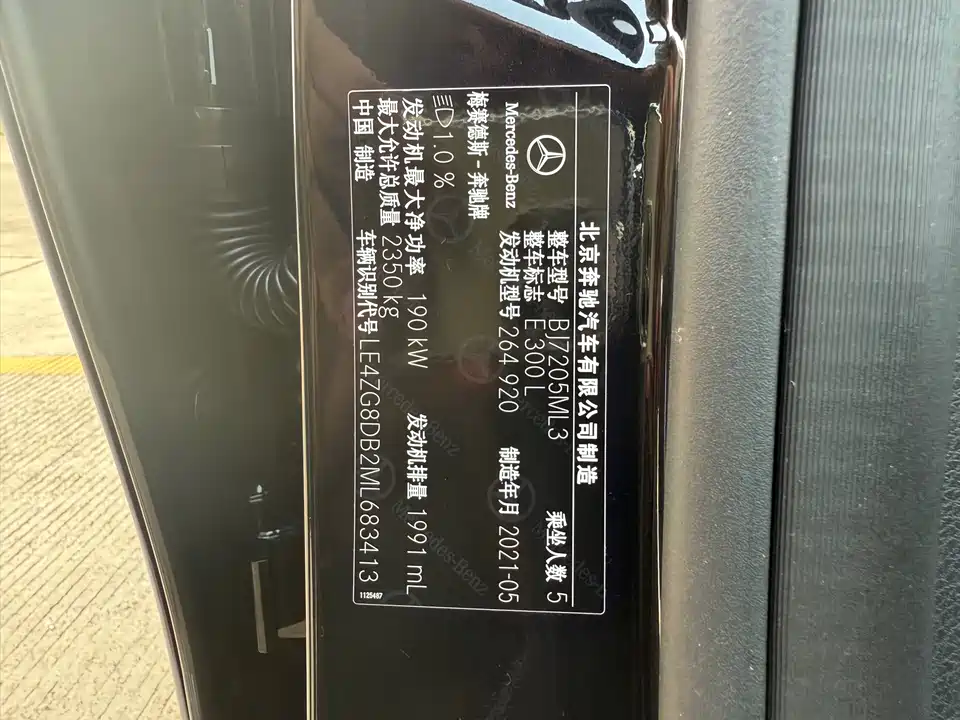 北京奔驰汽车有限公司制造
Mercedes-Benz
梅赛德斯-奔驰牌
整车型号 BJ7205ML3 乘坐人数 5
整车标志 E 300 L
发动机型号 264 920 制造年月 2021-05
1.0 %
发动机最大净功率 190 kW 发动机排量 1991 mL
最大允许总质量 2350 kg
中国 制造 车辆识别代号 LE4ZG8DB2ML683413
1125487